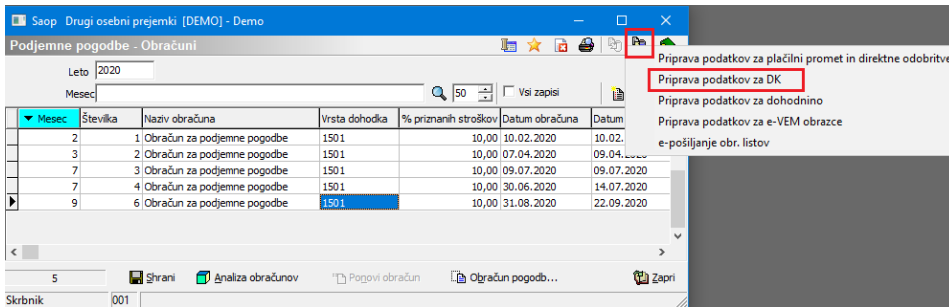 Saop Drugi osebni prejemki [DEMO] - Demo
Podjemne pogodbe - Obračuni
Leto 2020
Mesec 50 Vsi zapisi
Priprava podatkov za plačilni promet in direktne odobritve
Priprava podatkov za DK
Priprava podatkov za dohodnino
Priprava podatkov za e-VEM obrazce
e-pošiljanje obr. listov
Mesec Številka Naziv obračuna Vrsta dohodka % priznanih stroškov Datum obračuna Datum
2 1 Obračun za podjemne pogodbe 1501 10,00 10.02.2020 10.02.
3 2 Obračun za podjemne pogodbe 1501 10,00 07.04.2020 09.04.2020
7 3 Obračun za podjemne pogodbe 1501 10,00 09.07.2020 09.07.2020
7 4 Obračun za podjemne pogodbe 1501 10,00 30.06.2020 14.07.2020
9 6 Obračun za podjemne pogodbe 1501 10,00 31.08.2020 22.09.2020
5 Shrani Analiza obračunov Ponovi obračun Obračun pogodb... Zapri
Skrbnik 001